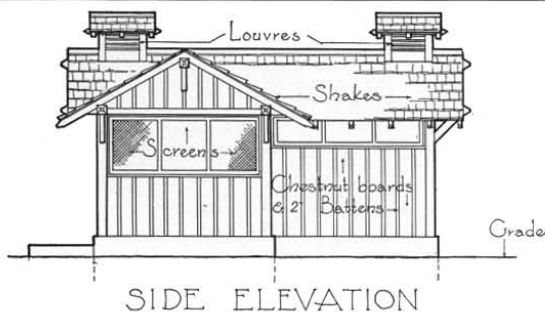 Louvres
Shakes
Screens
Chestnut boards
& 2" Battens
Grade
SIDE ELEVATION